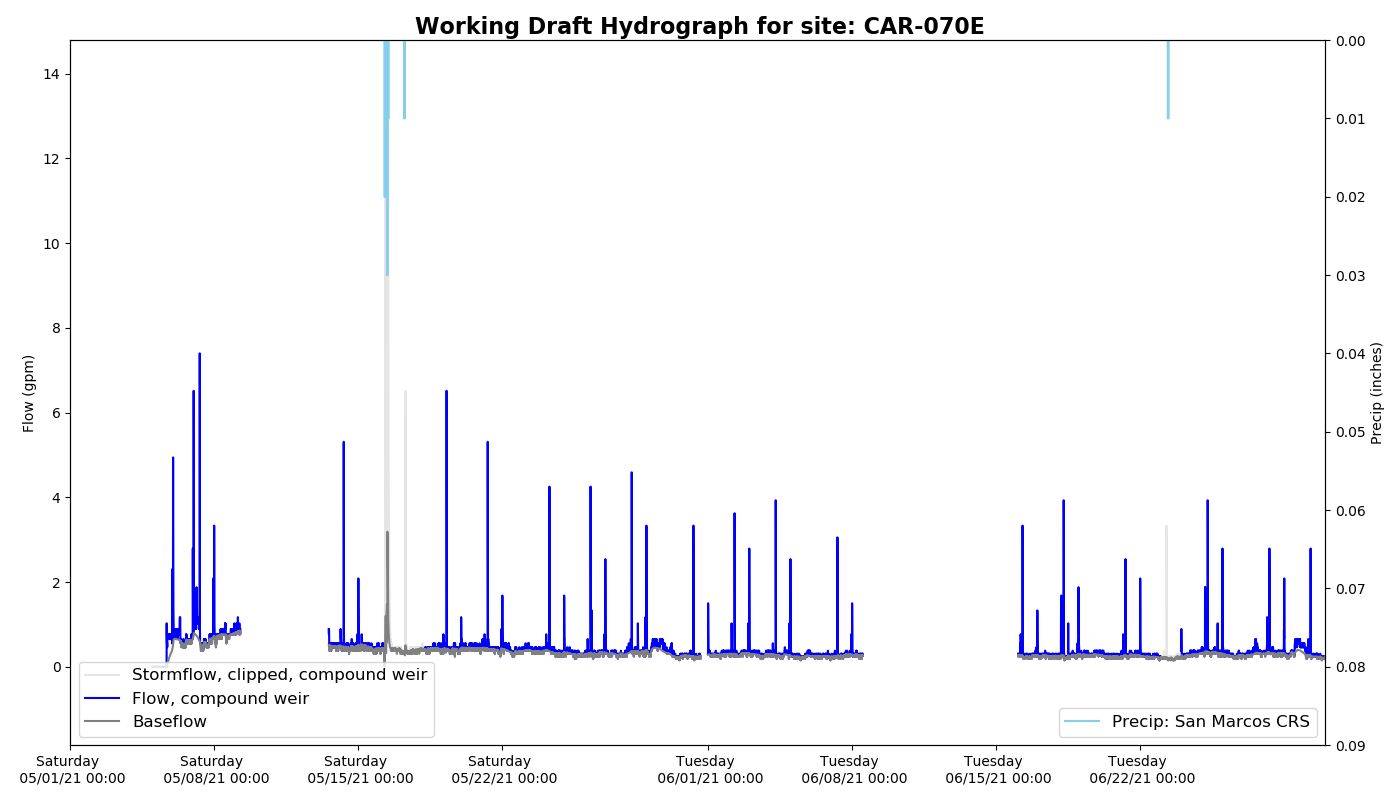 Working Draft Hydrograph for site: CAR-070E
14
12
10
8
6
4
2
0
Flow (gpm)
0.00
0.01
0.02
0.03
0.04
0.05
0.06
0.07
0.08
0.09
Precip (inches)
Stormflow, clipped, compound weir
Flow, compound weir
Baseflow
Precip: San Marcos CRS
Saturday
05/01/21 00:00
Saturday
05/08/21 00:00
Saturday
05/15/21 00:00
Saturday
05/22/21 00:00
Tuesday
06/01/21 00:00
Tuesday
06/08/21 00:00
Tuesday
06/15/21 00:00
Tuesday
06/22/21 00:00